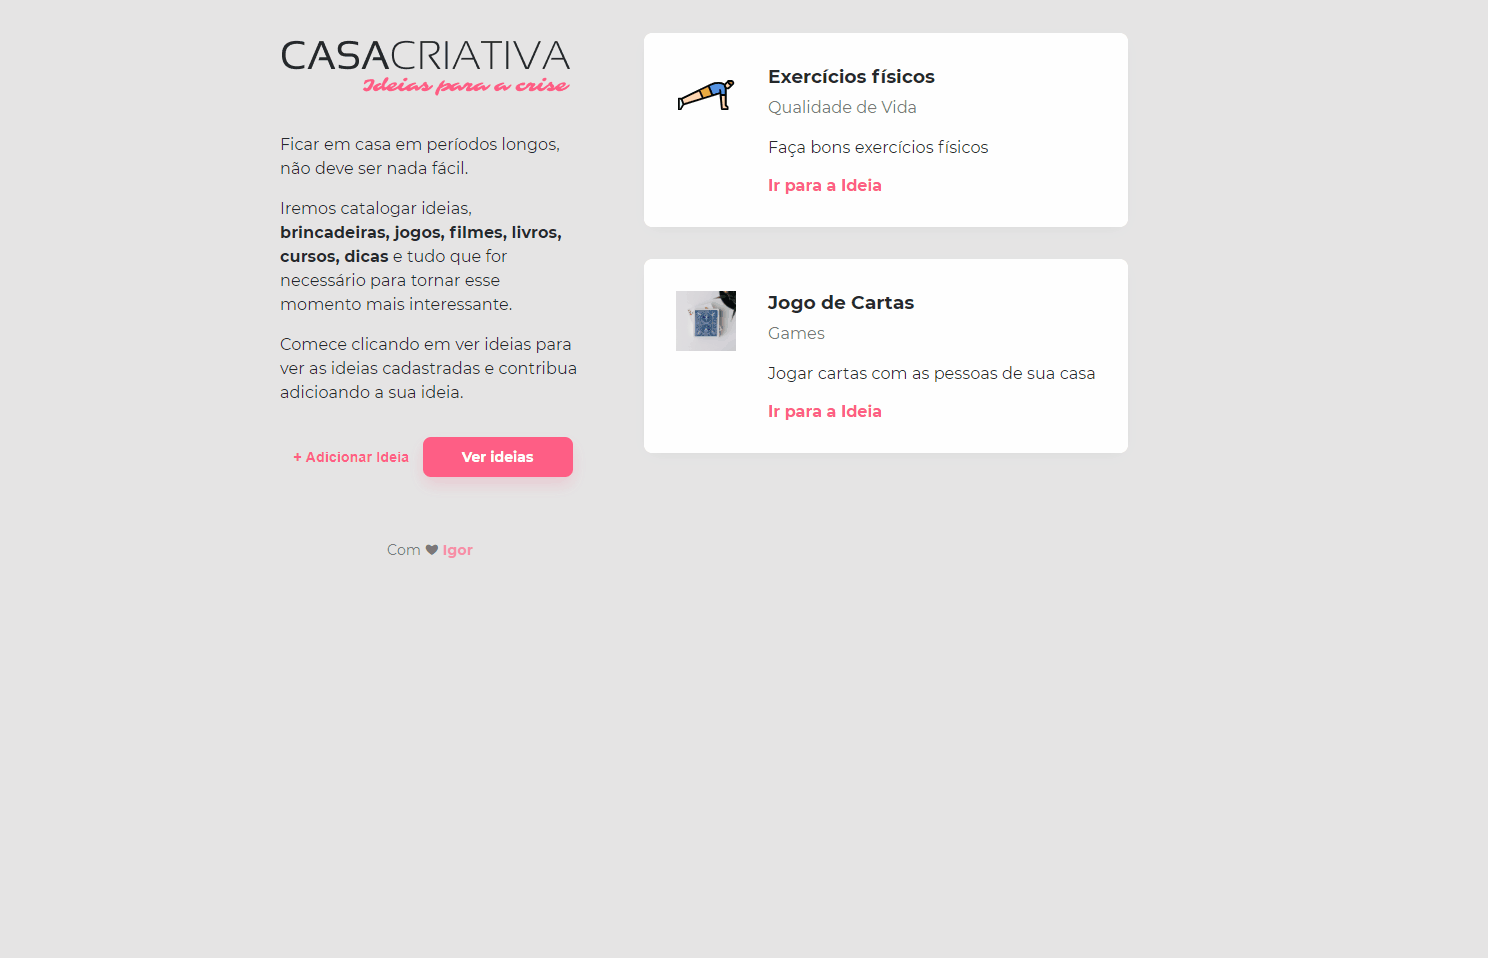 CASACRIATIVA
Ideias para a crise
Ficar em casa em períodos longos,
não deve ser nada fácil.
Iremos catalogar ideias,
brincadeiras, jogos, filmes, livros,
cursos, dicas e tudo que for
necessário para tornar esse
momento mais interessante.
Comece clicando em ver ideias para
ver as ideias cadastradas e contribua
adicioando a sua ideia.
+ Adicionar Ideia
Ver ideias
Com ♥ Igor
Exercícios físicos
Qualidade de Vida
Faça bons exercícios físicos
Ir para a Ideia
Jogo de Cartas
Games
Jogar cartas com as pessoas de sua casa
Ir para a Ideia